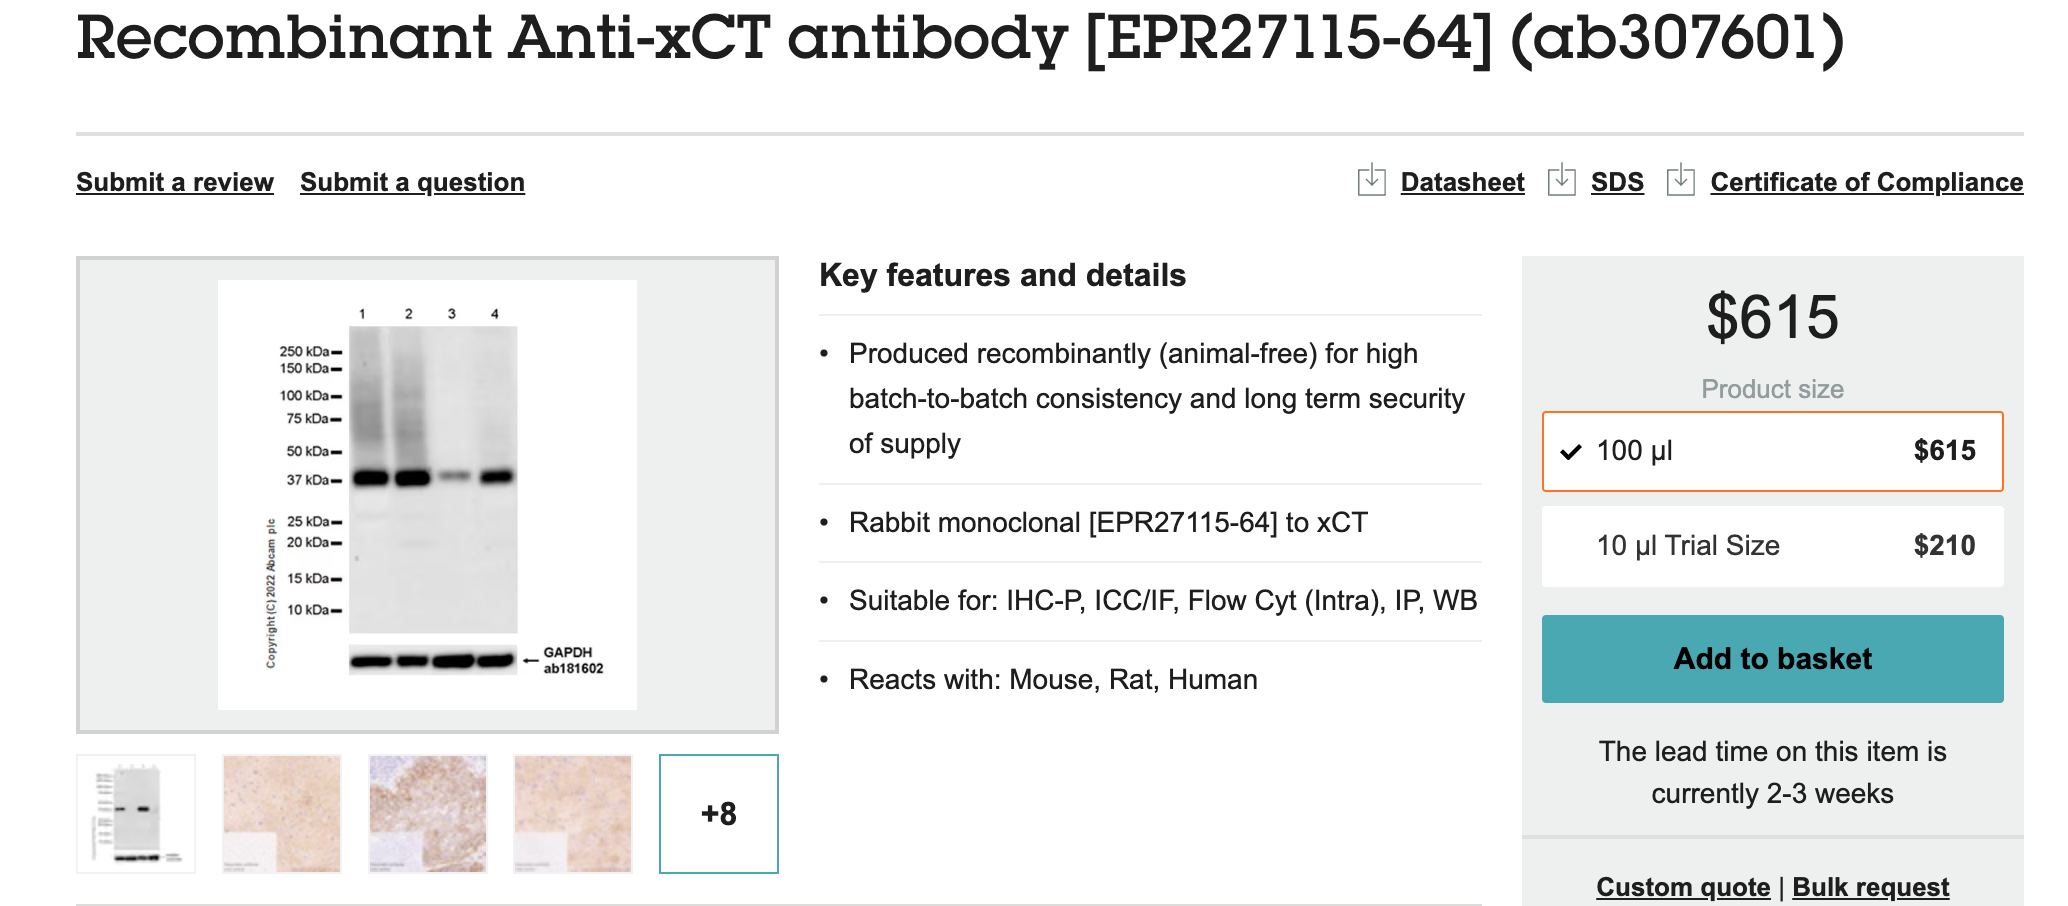 Recombinant Anti-xCT antibody [EPR27115-64] (ab307601)
Submit a review Submit a question
Datasheet SDS Certificate of Compliance
1 2 3 4
250 kDa
150 kDa
100 kDa
75 kDa
50 kDa
37 kDa
25 kDa
20 kDa
15 kDa
10 kDa
Copyright (C) 2022 Abcam plc
GAPDH
ab181602
+8
Key features and details
• Produced recombinantly (animal-free) for high
batch-to-batch consistency and long term security
of supply
• Rabbit monoclonal [EPR27115-64] to xCT
• Suitable for: IHC-P, ICC/IF, Flow Cyt (Intra), IP, WB
• Reacts with: Mouse, Rat, Human
$615
Product size
100 µl $615
10 µl Trial Size $210
Add to basket
The lead time on this item is
currently 2-3 weeks
Custom quote | Bulk request